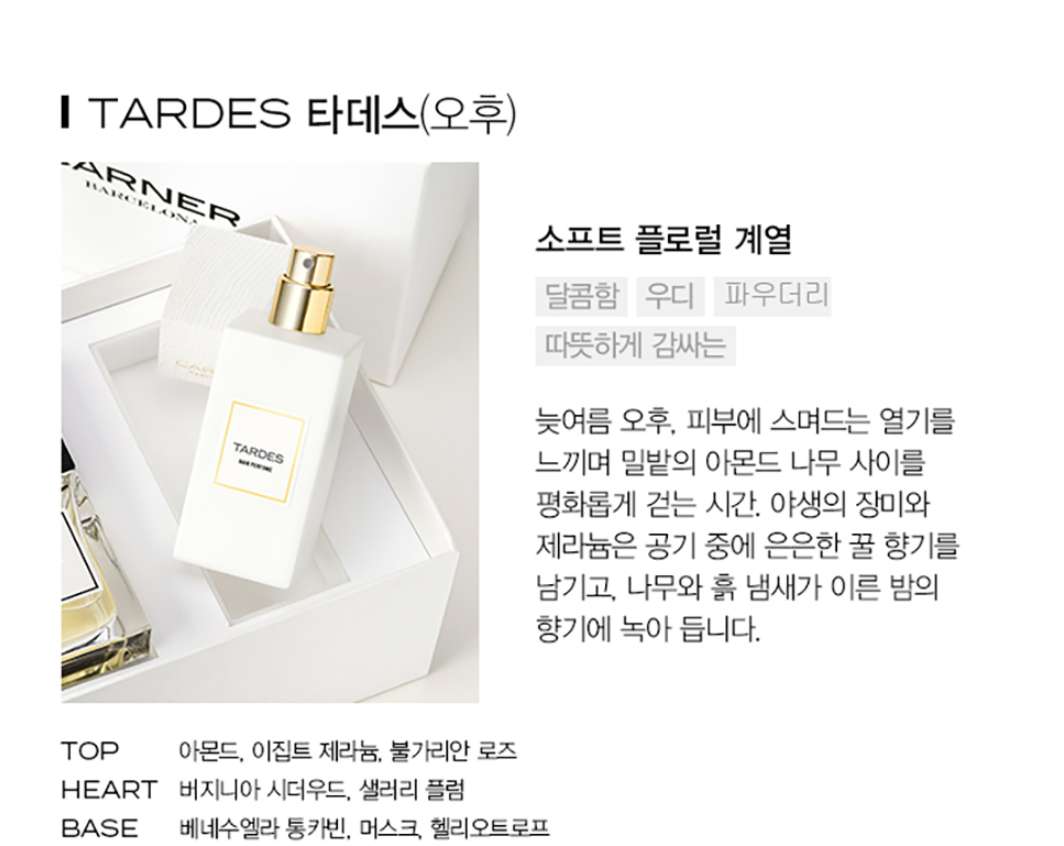 TARDES 타데스(오후)
CARNER
BARCELONA
TARDES
HAIR PERFUME
소프트 플로럴 계열
달콤함 우디 파우더리
따뜻하게 감싸는
늦여름 오후, 피부에 스며드는 열기를
느끼며 밀밭의 아몬드 나무 사이를
평화롭게 걷는 시간. 야생의 장미와
제라늄은 공기 중에 은은한 꿀 향기를
남기고, 나무와 흙 냄새가 이른 밤의
향기에 녹아 듭니다.
TOP 아몬드, 이집트 제라늄, 불가리안 로즈
HEART 버지니아 시더우드, 샐러리 플럼
BASE 베네수엘라 통카빈, 머스크, 헬리오트로프